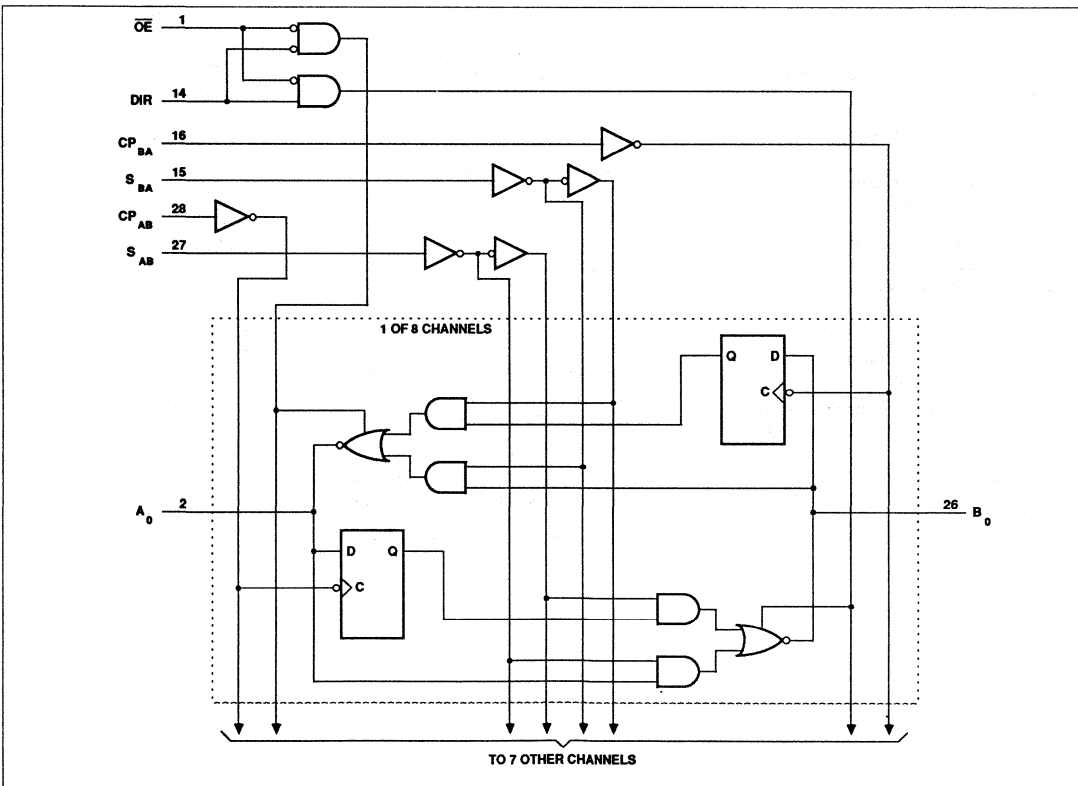 OE 1
DIR 14
CP BA 16
S BA 15
CP AB 28
S AB 27
1 OF 8 CHANNELS
Q D
C
A 0 2
26 B 0
D Q
C
TO 7 OTHER CHANNELS